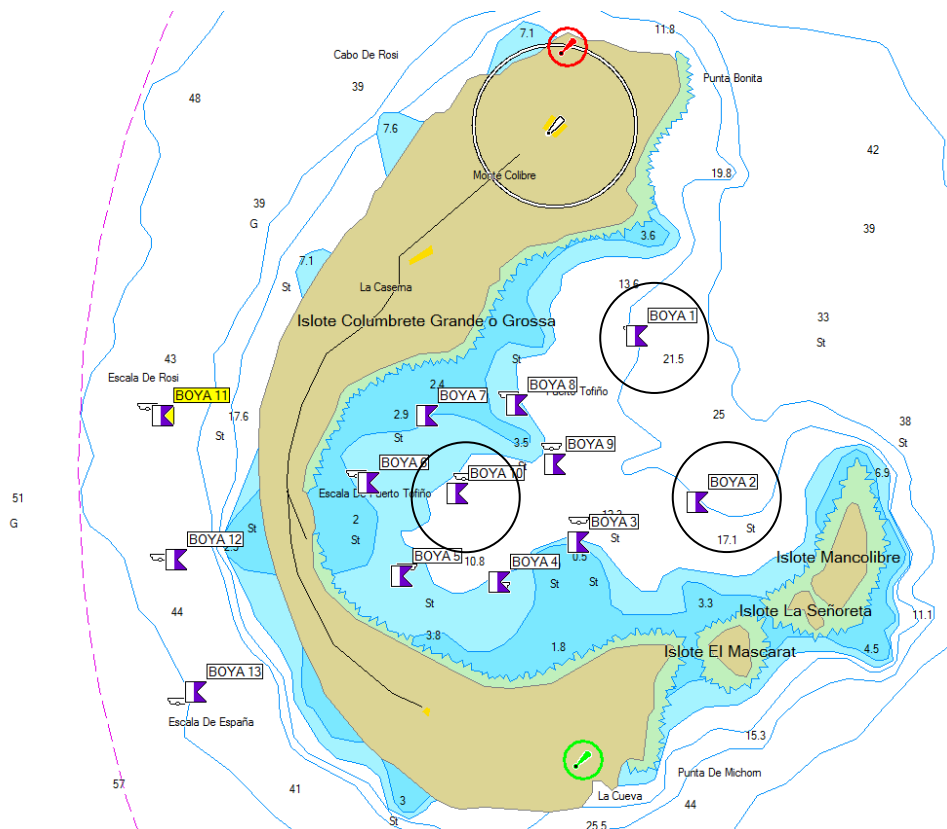 7.1
11.8
Cabo De Rosi
Punta Bonita
39
48
7.6
42
Monte Colibre
19.8
39
G
3.6
39
7.1
St
La Caserna
13.6
Islote Columbrete Grande o Grossa
BOYA 1
33
St
21.5
43
St
Escala De Rosi
2.4
BOYA 8
Puerto Tofiño
BOYA 11
BOYA 7
17.6
2.9
25
38
St
St
St
3.5
BOYA 9
BOYA 6
St
BOYA 10
6.9
Escala De Puerto Tofiño
BOYA 2
51
G
St
2
BOYA 3
St
St
17.1
BOYA 12
St
2.5
BOYA 5
10.8
BOYA 4
0.5
Islote Mancolibre
St
St
44
St
3.3
Islote La Señoreta
11.1
3.8
1.8
Islote El Mascarat
4.5
BOYA 13
Escala De España
15.3
57
41
Punta De Michorn
3
La Cueva
44
St
25.5